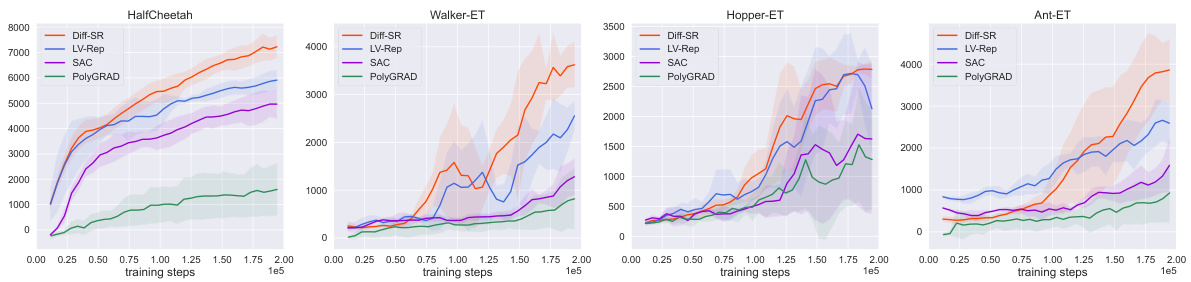 HalfCheetah
8000
7000
6000
5000
4000
3000
2000
1000
0
Diff-SR
LV-Rep
SAC
PolyGRAD
0.00 0.25 0.50 0.75 1.00 1.25 1.50 1.75 2.00
training steps
1e5
Walker-ET
4000
3000
2000
1000
0
Diff-SR
LV-Rep
SAC
PolyGRAD
0.00 0.25 0.50 0.75 1.00 1.25 1.50 1.75 2.00
training steps
1e5
Hopper-ET
3500
3000
2500
2000
1500
1000
500
0
Diff-SR
LV-Rep
SAC
PolyGRAD
0.00 0.25 0.50 0.75 1.00 1.25 1.50 1.75 2.00
training steps
1e5
Ant-ET
4000
3000
2000
1000
0
Diff-SR
LV-Rep
SAC
PolyGRAD
0.00 0.25 0.50 0.75 1.00 1.25 1.50 1.75 2.00
training steps
1e5